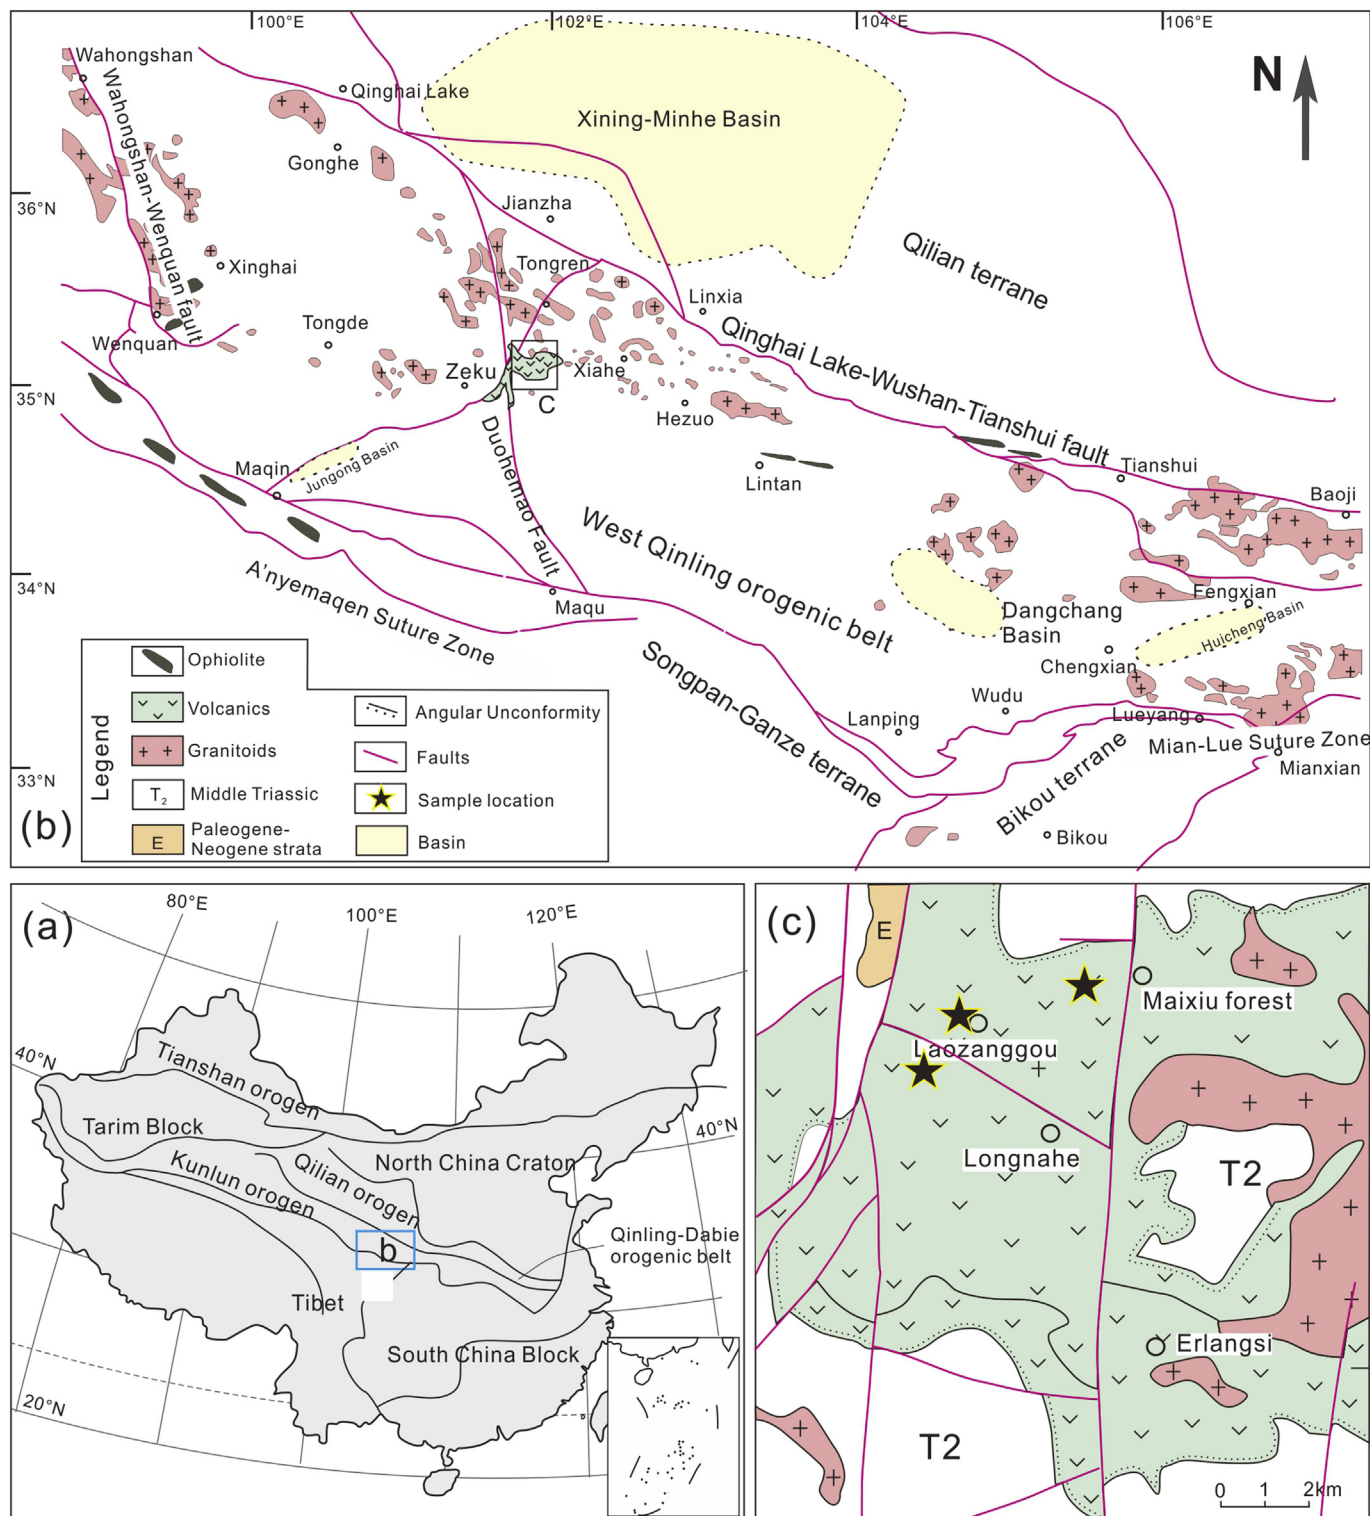 100°E
102°E
104°E
106°E
Wahongshan
Qinghai Lake
N
Xining-Minhe Basin
Wahongshan-Wenquan fault
Gonghe
36°N
Jianzha
Qilian terrane
Xinghai
Tongren
Linxia
Tongde
Wenquan
Qinghai Lake-Wushan-Tianshui fault
Zeku
Xiahe
35°N
C
Hezuo
Duohemao Fault
Maqin
Jungong Basin
Lintan
Tianshui
Baoji
West Qinling orogenic belt
34°N
A'nyemaqen Suture Zone
Maqu
Dangchang
Basin
Fengxian
Huicheng Basin
Chengxian
Songpan-Ganze terrane
Wudu
Lanping
Lueyang
Mian-Lue Suture Zone
Mianxian
Bikou terrane
Bikou
33°N
(b)
Legend
Ophiolite
Volcanics
Granitoids
T2
Middle Triassic
E
Paleogene-
Neogene strata
Angular Unconformity
Faults
Sample location
Basin
(a)
80°E
100°E
120°E
40°N
Tianshan orogen
Tarim Block
Kunlun orogen
Qilian orogen
North China Craton
40°N
b
Qinling-Dabie
orogenic belt
Tibet
South China Block
20°N
(c)
E
Maixiu forest
Laozanggou
Longnahe
T2
Erlangsi
T2
0 1 2km